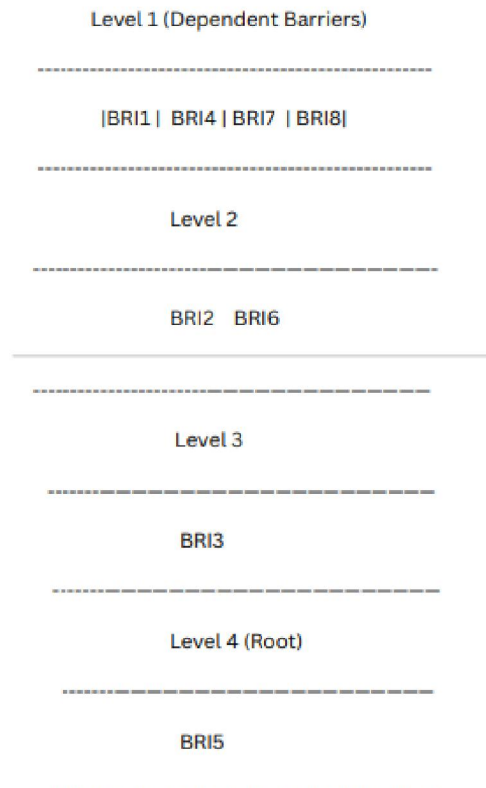 Level 1 (Dependent Barriers)
|BRI1 | BRI4 | BRI7 | BRI8|
Level 2
BRI2 BRI6
Level 3
BRI3
Level 4 (Root)
BRI5